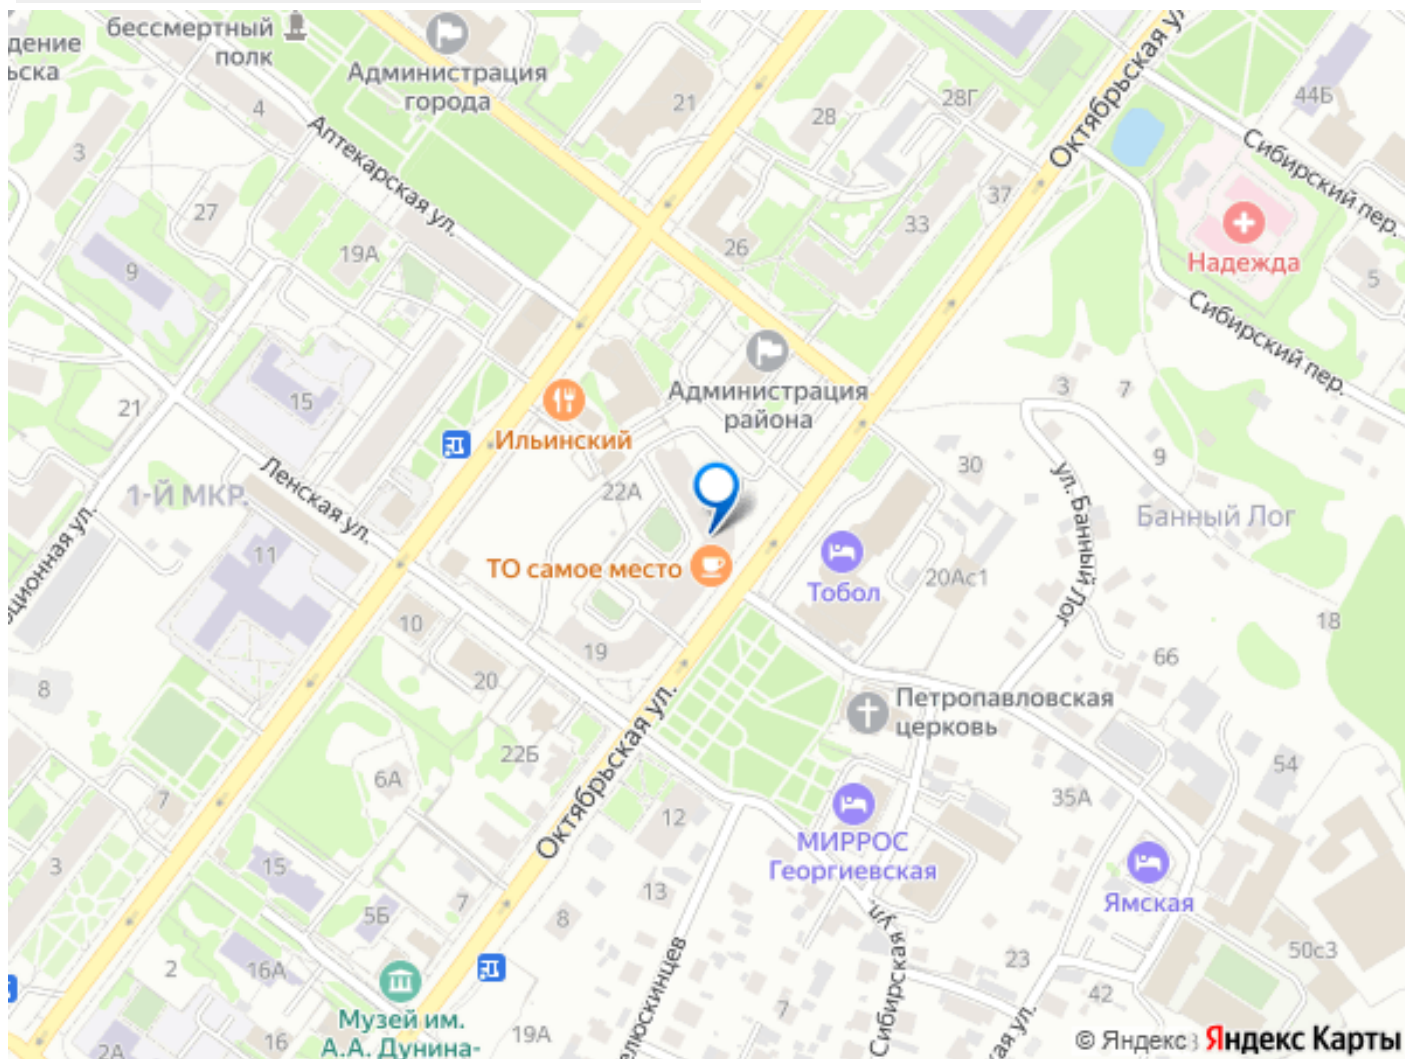 бессмертный
полк
дение
ьска
Администрация
города
4
21
28
28Г
44Б
Октябрьская ул.
Аптекарская ул.
Сибирский пер.
3
27
19А
9
26
33
37
Надежда
5
Сибирский пер.
Администрация
района
3
7
15
21
Ильинский
1-Й МКР.
Ленская ул.
22А
30
9
ул. Банный Лог
Банный Лог
ционная ул.
11
ТО самое место
Тобол
20Ас1
10
19
20
18
66
8
Петропавловская
церковь
Октябрьская ул.
22Б
6А
7
12
54
35А
МИРРОС
Георгиевская
3
15
5Б
7
13
8
Ямская
Сибирская ул.
елюскинцев
2
16А
23
50с3
42
7
Музей им.
А.А. Дунина-
19А
16
2А
кая ул.
© Яндекс
Яндекс Карты